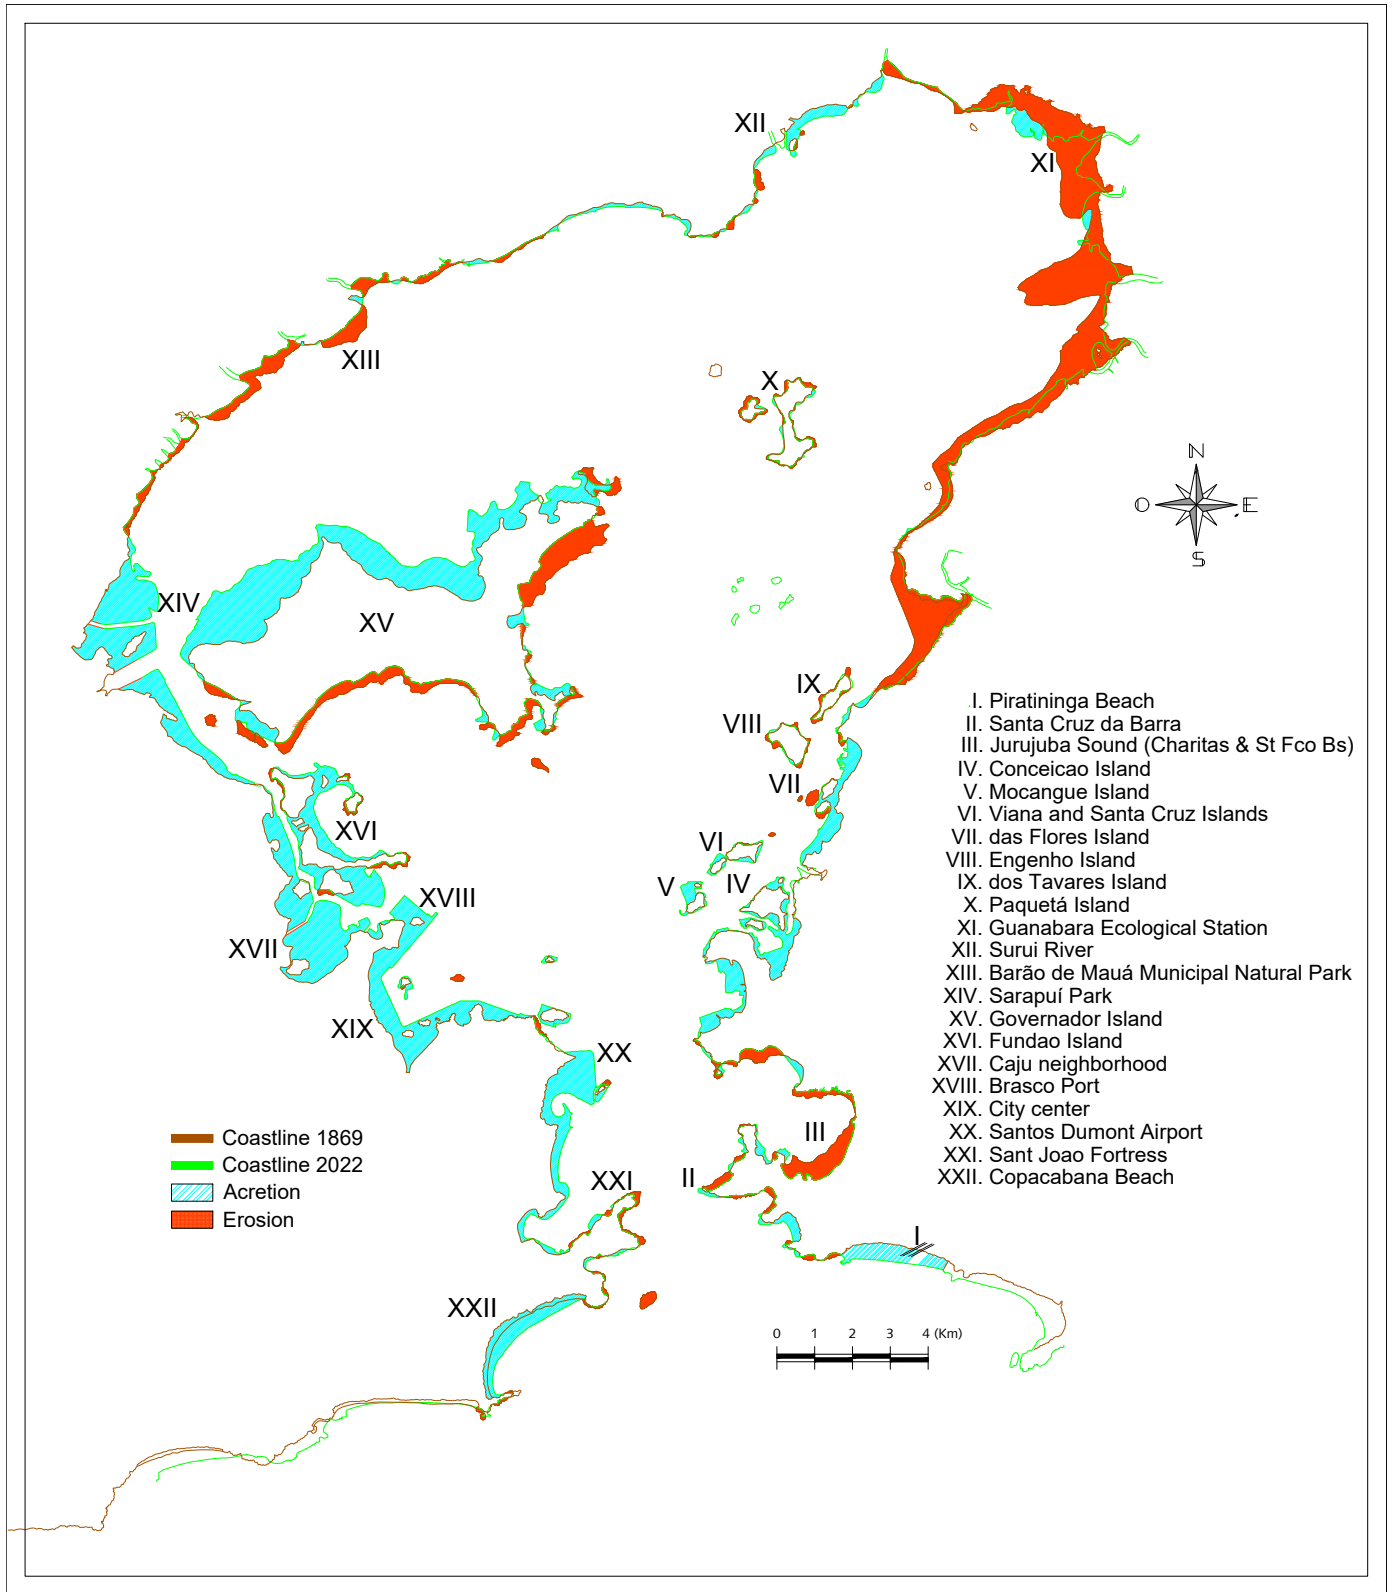 XII
XI
XIII
X
N
O
E
S
XIV
XV
IX
VIII
VII
XVI
VI
IV
V
XVIII
XVII
XIX
XX
III
XXI
II
I
XXII
I. Piratininga Beach
II. Santa Cruz da Barra
III. Jurujuba Sound (Charitas & St Fco Bs)
IV. Conceicao Island
V. Mocangue Island
VI. Viana and Santa Cruz Islands
VII. das Flores Island
VIII. Engenho Island
IX. dos Tavares Island
X. Paquetá Island
XI. Guanabara Ecological Station
XII. Surui River
XIII. Barão de Mauá Municipal Natural Park
XIV. Sarapuí Park
XV. Governador Island
XVI. Fundao Island
XVII. Caju neighborhood
XVIII. Brasco Port
XIX. City center
XX. Santos Dumont Airport
XXI. Sant Joao Fortress
XXII. Copacabana Beach
Coastline 1869
Coastline 2022
Acretion
Erosion
0 1 2 3 4 (Km)